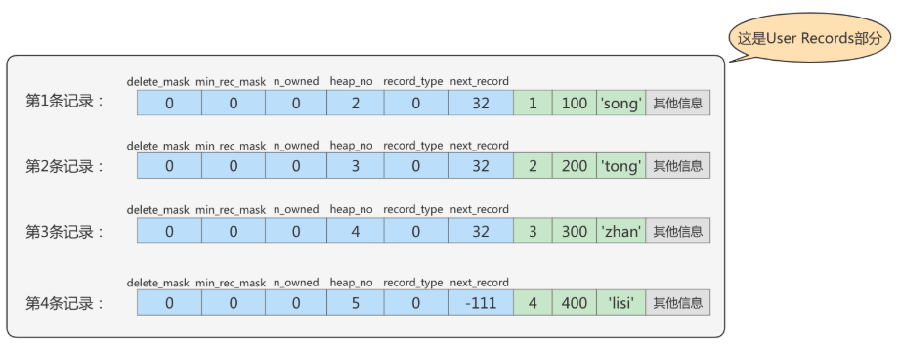 这是User Records部分
delete_mask min_rec_mask n_owned heap_no record_type next_record
第1条记录： 0 0 0 2 0 32 1 100 'song' 其他信息
delete_mask min_rec_mask n_owned heap_no record_type next_record
第2条记录： 0 0 0 3 0 32 2 200 'tong' 其他信息
delete_mask min_rec_mask n_owned heap_no record_type next_record
第3条记录： 0 0 0 4 0 32 3 300 'zhan' 其他信息
delete_mask min_rec_mask n_owned heap_no record_type next_record
第4条记录： 0 0 0 5 0 -111 4 400 'lisi' 其他信息